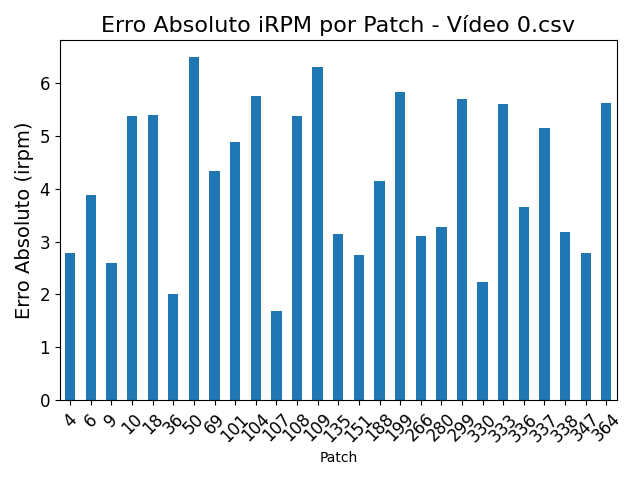 Erro Absoluto iRPM por Patch - Vídeo 0.csv
Erro Absoluto (irpm)
6
5
4
3
2
1
0
4 6 9 10 18 36 50 69 101 104 107 108 109 135 151 188 199 266 280 299 330 333 336 337 338 347 364
Patch